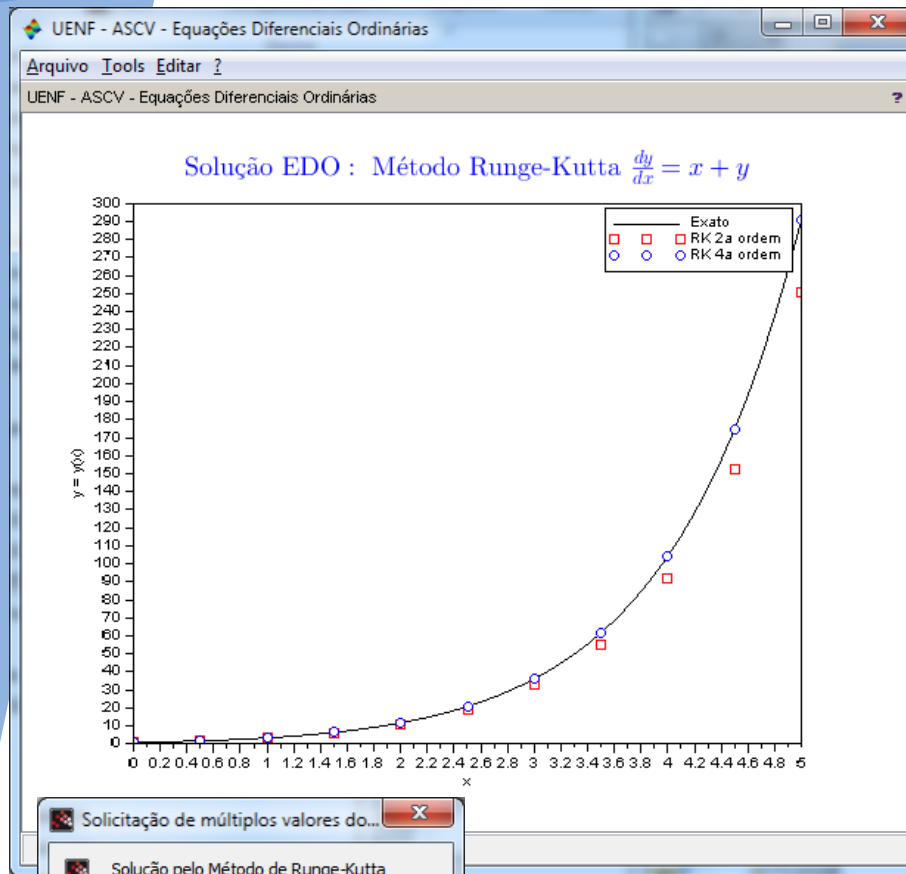 UENF - ASCV - Equações Diferenciais Ordinárias
Arquivo Tools Editar ?
UENF - ASCV - Equações Diferenciais Ordinárias ?
Solução EDO : Método Runge-Kutta dy/dx = x + y
Exato
RK 2a ordem
RK 4a ordem
300
290
280
270
260
250
240
230
220
210
200
190
180
170
160
150
140
130
120
110
100
90
80
70
60
50
40
30
20
10
0
y = y(x)
0 0.2 0.4 0.6 0.8 1 1.2 1.4 1.6 1.8 2 2.2 2.4 2.6 2.8 3 3.2 3.4 3.6 3.8 4 4.2 4.4 4.6 4.8 5
x
Solicitação de múltiplos valores do...
Solução pelo Método de Runge-Kutta